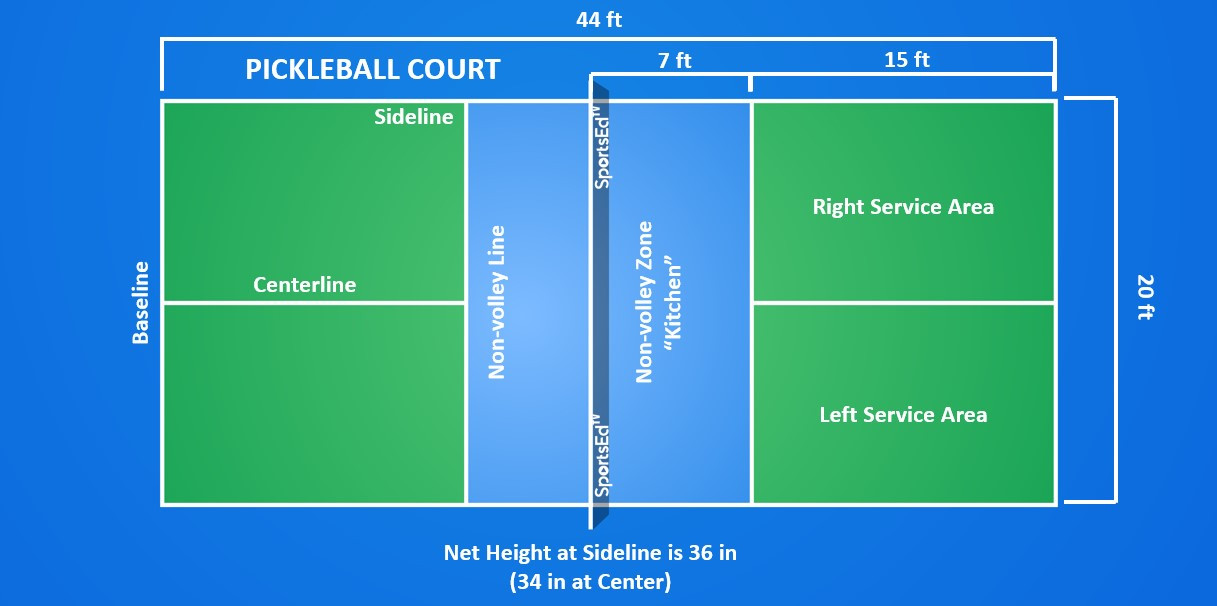 44 ft
PICKLEBALL COURT
7 ft
15 ft
Sideline
SportsEdTV
Right Service Area
Centerline
Baseline
Non-volley Line
Non-volley Zone
“Kitchen”
20 ft
Left Service Area
SportsEdTV
Net Height at Sideline is 36 in
(34 in at Center)